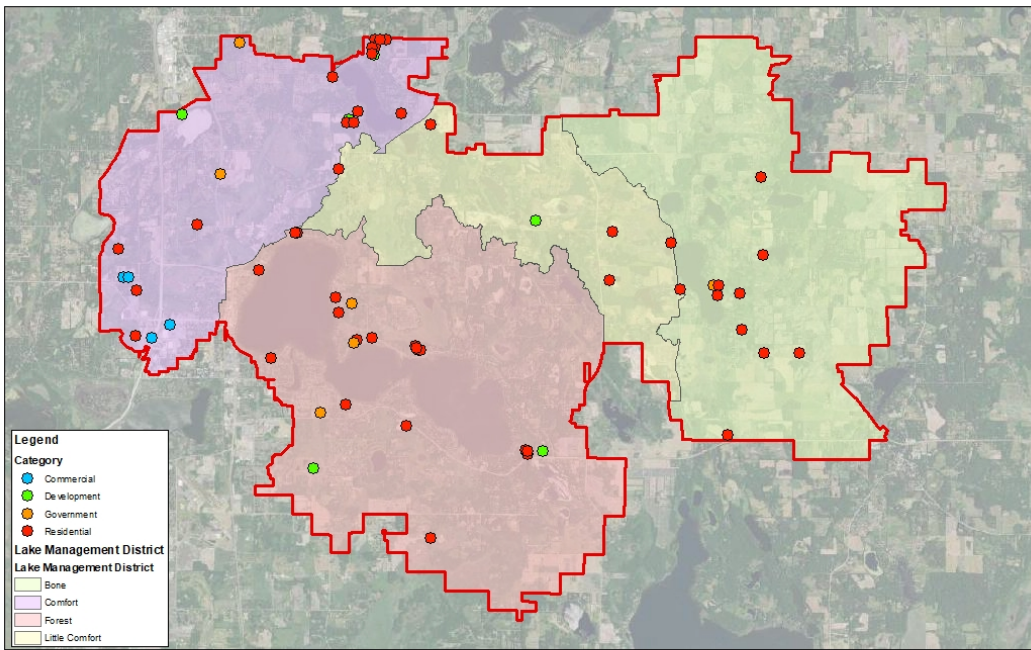 Legend
Category
Commercial
Development
Government
Residential
Lake Management District
Lake Management District
Bone
Comfort
Forest
Little Comfort